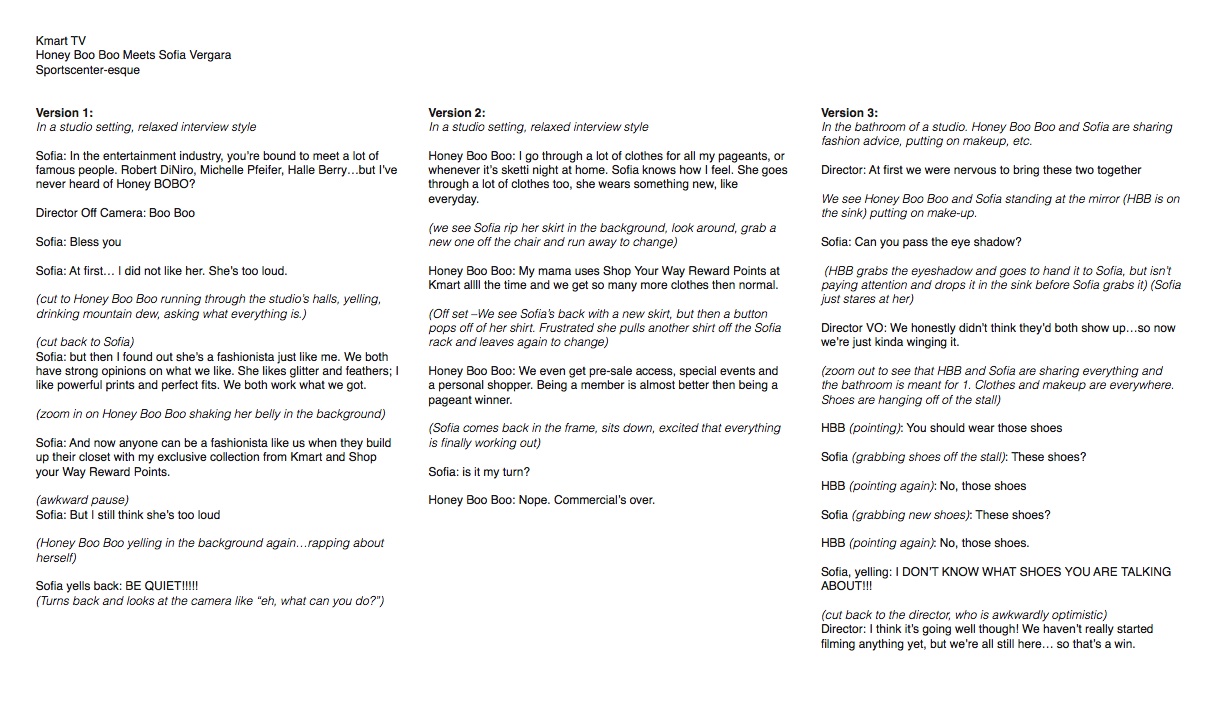 Kmart TV
Honey Boo Boo Meets Sofia Vergara
Sportscenter-esque
Version 1:
In a studio setting, relaxed interview style
Sofia: In the entertainment industry, you're bound to meet a lot of
famous people. Robert DiNiro, Michelle Pfeifer, Halle Berry…but I've
never heard of Honey BOBO?
Director Off Camera: Boo Boo
Sofia: Bless you
Sofia: At first… I did not like her. She's too loud.
(cut to Honey Boo Boo running through the studio's halls, yelling,
drinking mountain dew, asking what everything is.)
(cut back to Sofia)
Sofia: but then I found out she's a fashionista just like me. We both
have strong opinions on what we like. She likes glitter and feathers; I
like powerful prints and perfect fits. We both work what we got.
(zoom in on Honey Boo Boo shaking her belly in the background)
Sofia: And now anyone can be a fashionista like us when they build
up their closet with my exclusive collection from Kmart and Shop
your Way Reward Points.
(awkward pause)
Sofia: But I still think she's too loud
(Honey Boo Boo yelling in the background again…rapping about
herself)
Sofia yells back: BE QUIET!!!!!
(Turns back and looks at the camera like “eh, what can you do?”)
Version 2:
In a studio setting, relaxed interview style
Honey Boo Boo: I go through a lot of clothes for all my pageants, or
whenever it's sketti night at home. Sofia knows how I feel. She goes
through a lot of clothes too, she wears something new, like
everyday.
(we see Sofia rip her skirt in the background, look around, grab a
new one off the chair and run away to change)
Honey Boo Boo: My mama uses Shop Your Way Reward Points at
Kmart allll the time and we get so many more clothes then normal.
(Off set –We see Sofia's back with a new skirt, but then a button
pops off of her shirt. Frustrated she pulls another shirt off the Sofia
rack and leaves again to change)
Honey Boo Boo: We even get pre-sale access, special events and
a personal shopper. Being a member is almost better then being a
pageant winner.
(Sofia comes back in the frame, sits down, excited that everything
is finally working out)
Sofia: is it my turn?
Honey Boo Boo: Nope. Commercial's over.
Version 3:
In the bathroom of a studio. Honey Boo Boo and Sofia are sharing
fashion advice, putting on makeup, etc.
Director: At first we were nervous to bring these two together
We see Honey Boo Boo and Sofia standing at the mirror (HBB is on
the sink) putting on make-up.
Sofia: Can you pass the eye shadow?
(HBB grabs the eyeshadow and goes to hand it to Sofia, but isn't
paying attention and drops it in the sink before Sofia grabs it) (Sofia
just stares at her)
Director VO: We honestly didn't think they'd both show up…so now
we're just kinda winging it.
(zoom out to see that HBB and Sofia are sharing everything and
the bathroom is meant for 1. Clothes and makeup are everywhere.
Shoes are hanging off of the stall)
HBB (pointing): You should wear those shoes
Sofia (grabbing shoes off the stall): These shoes?
HBB (pointing again): No, those shoes
Sofia (grabbing new shoes): These shoes?
HBB (pointing again): No, those shoes.
Sofia, yelling: I DON'T KNOW WHAT SHOES YOU ARE TALKING
ABOUT!!!
(cut back to the director, who is awkwardly optimistic)
Director: I think it's going well though! We haven't really started
filming anything yet, but we're all still here… so that's a win.